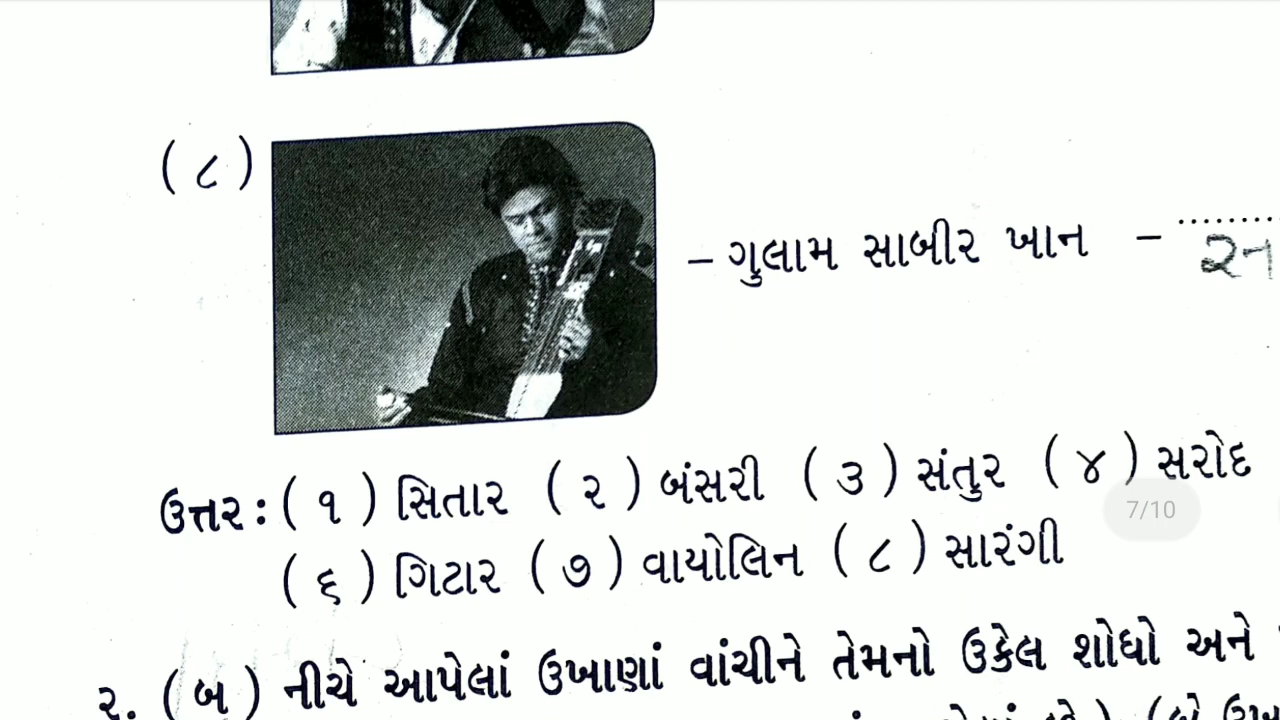 (૮)
– ગુલામ સાબીર ખાન – ........
ઉત્તર : (૧) સિતાર (૨) બંસરી (૩) સંતુર (૪) સરોદ
7/10
(૬) ગિટાર (૭) વાયોલિન (૮) સારંગી
૨. (બ) નીચે આપેલાં ઉખાણાં વાંચીને તેમનો ઉકેલ શોધો અને